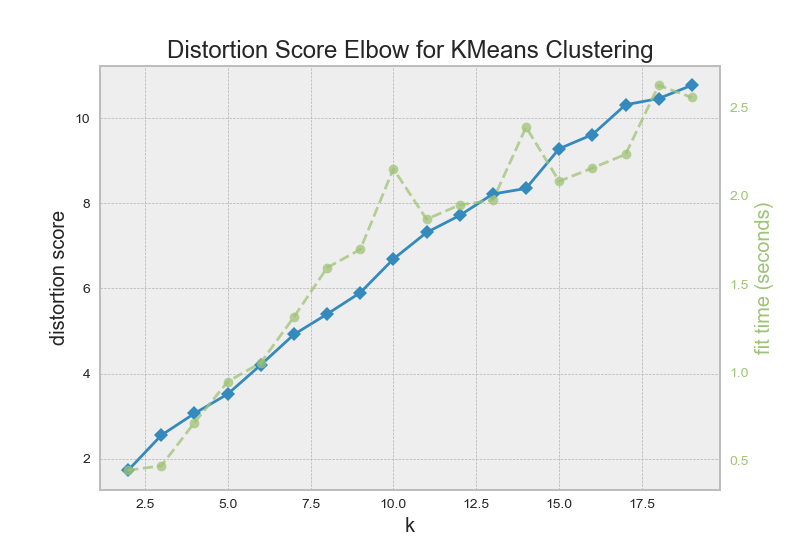 Distortion Score Elbow for KMeans Clustering
distortion score
10
8
6
4
2
2.5 5.0 7.5 10.0 12.5 15.0 17.5
k
2.5
2.0
1.5
1.0
0.5
fit time (seconds)